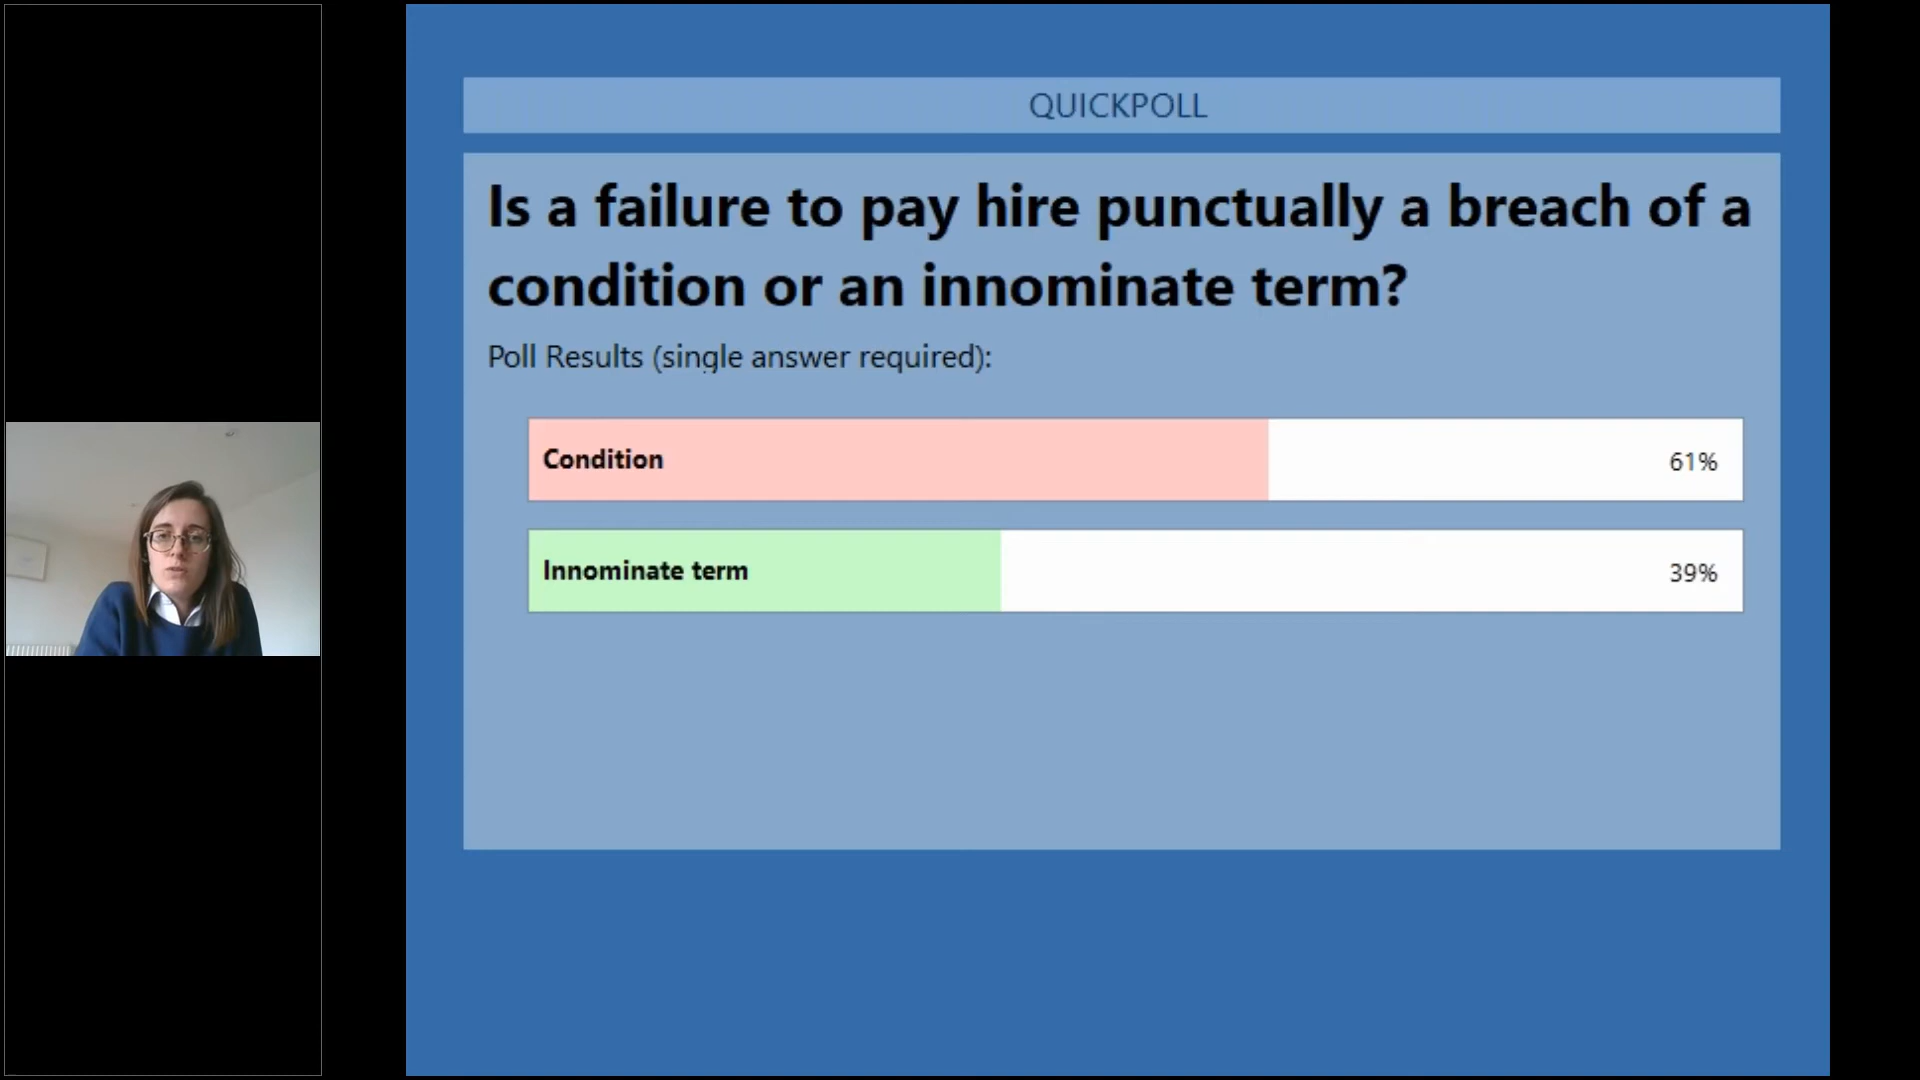 QUICKPOLL
Is a failure to pay hire punctually a breach of a
condition or an innominate term?
Poll Results (single answer required):
Condition
61%
Innominate term
39%